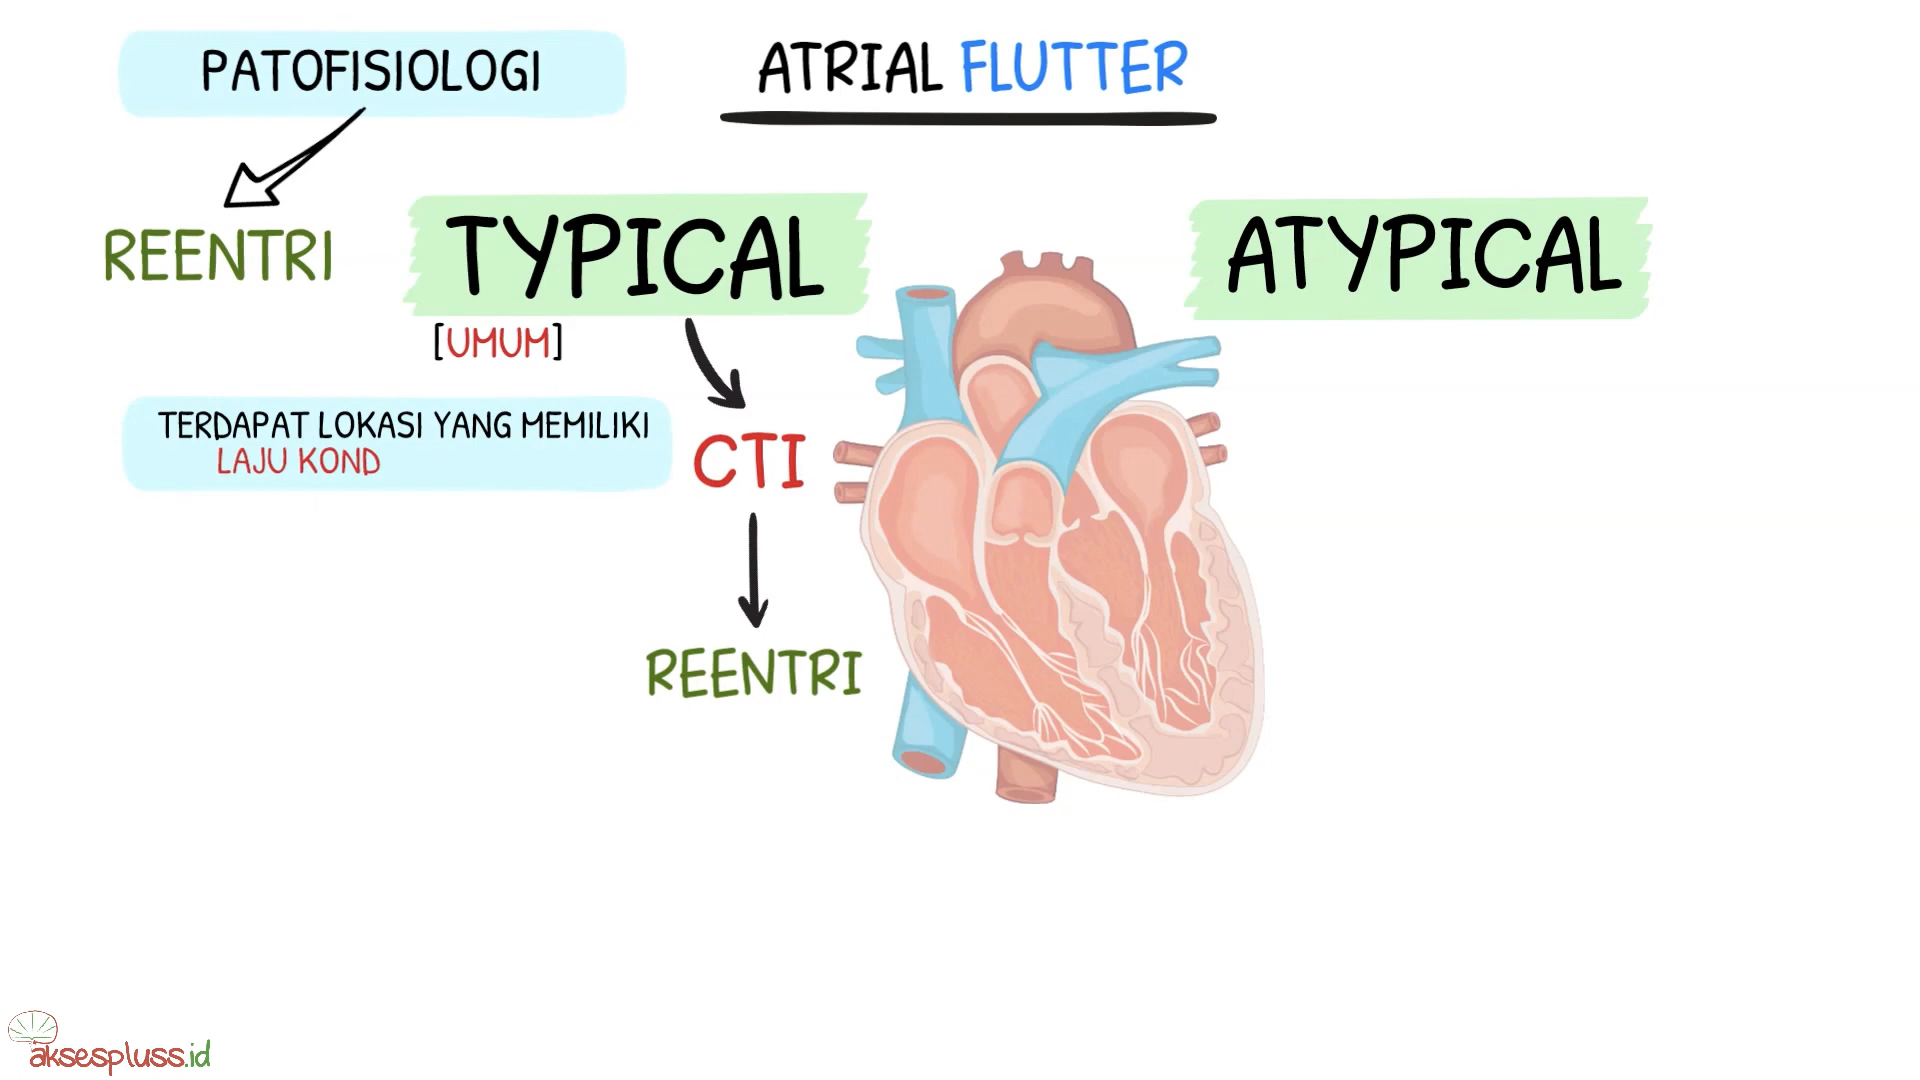 PATOFISIOLOGI
ATRIAL FLUTTER
REENTRI
TYPICAL
ATYPICAL
[UMUM]
TERDAPAT LOKASI YANG MEMILIKI
LAJU KOND
CTI
REENTRI
aksespluss.id